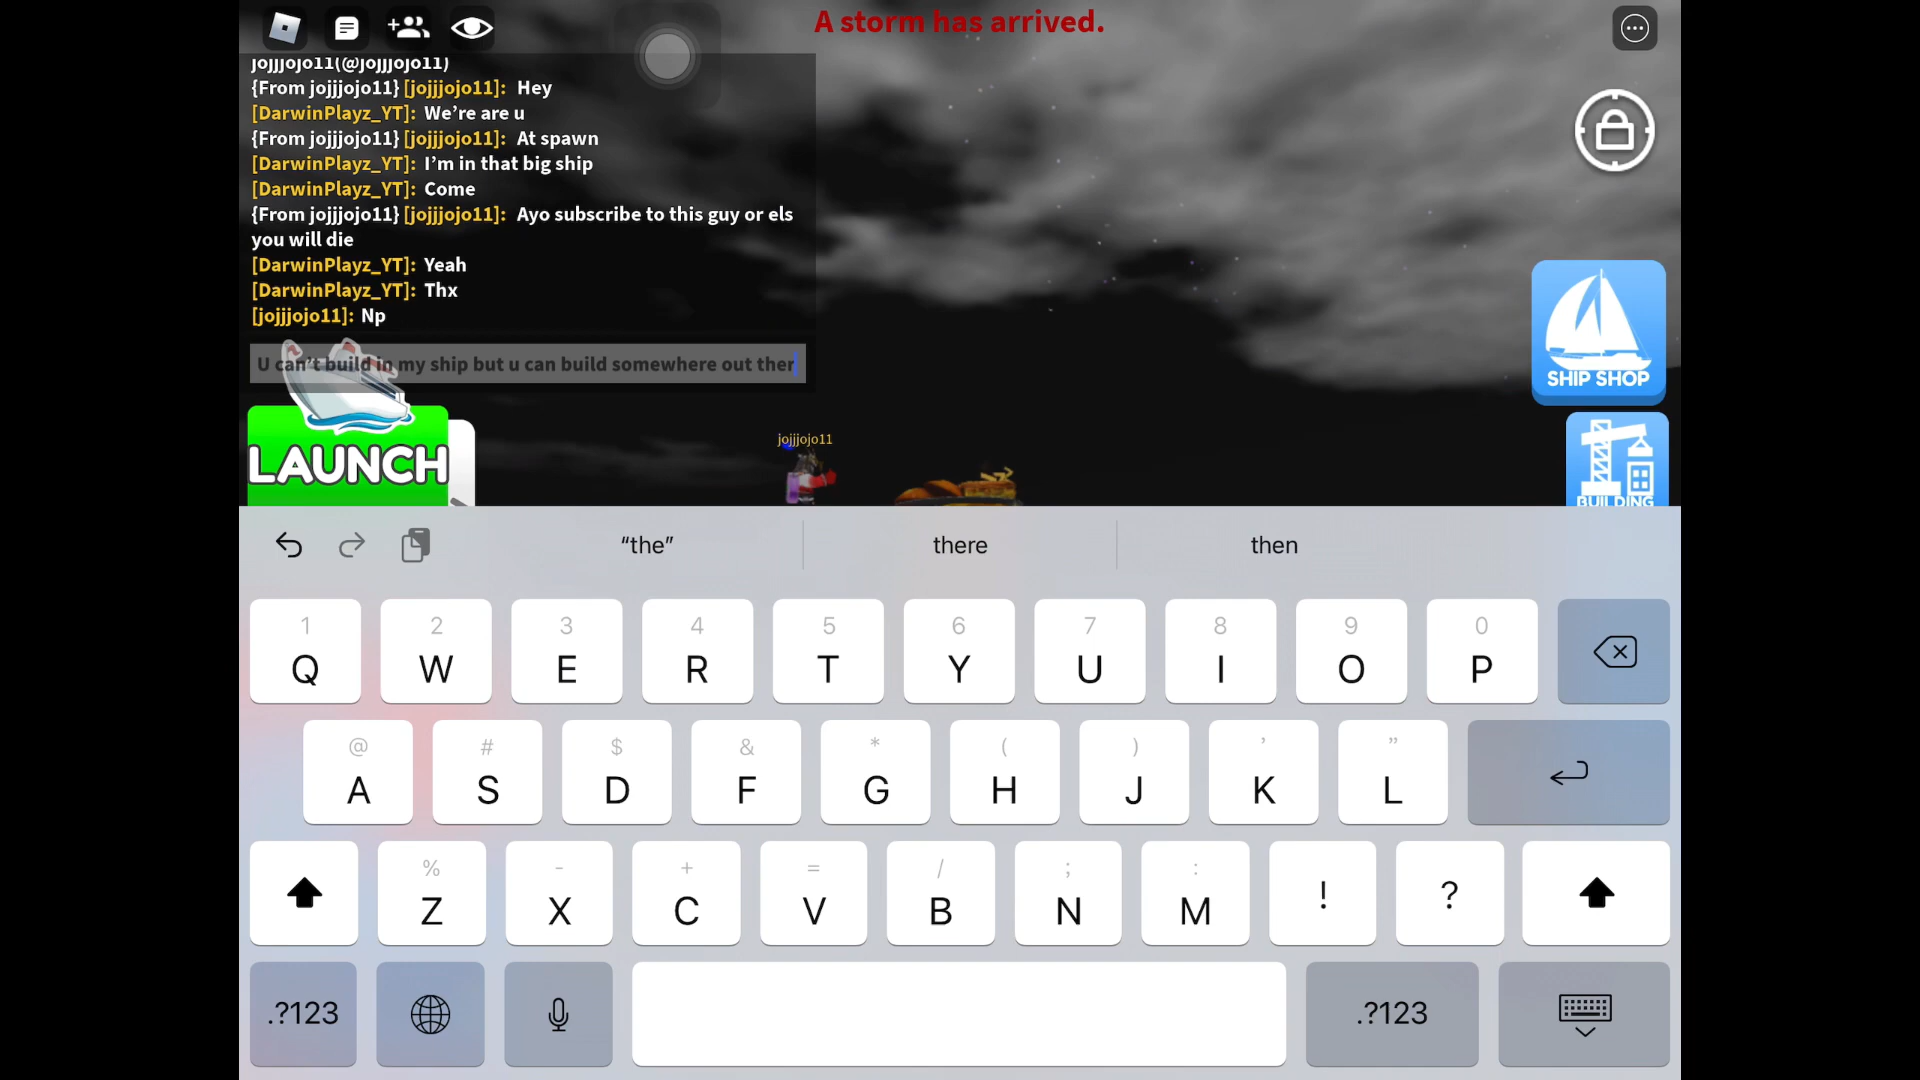 A storm has arrived.
jojjjojo11(@jojjjojo11)
{From jojjjojo11} [jojjjojo11]: Hey
[DarwinPlayz_YT]: We’re are u
{From jojjjojo11} [jojjjojo11]: At spawn
[DarwinPlayz_YT]: I’m in that big ship
[DarwinPlayz_YT]: Come
{From jojjjojo11} [jojjjojo11]: Ayo subscribe to this guy or els
you will die
[DarwinPlayz_YT]: Yeah
[DarwinPlayz_YT]: Thx
[jojjjojo11]: Np
U can’t build in my ship but u can build somewhere out ther
SHIP SHOP
jojjjojo11
LAUNCH
BUILDING
“the” there then
1 2 3 4 5 6 7 8 9 0
Q W E R T Y U I O P
@ # $ & * ( ) ’ ”
A S D F G H J K L
% - + = / ; :
Z X C V B N M ! ?
.?123 .?123